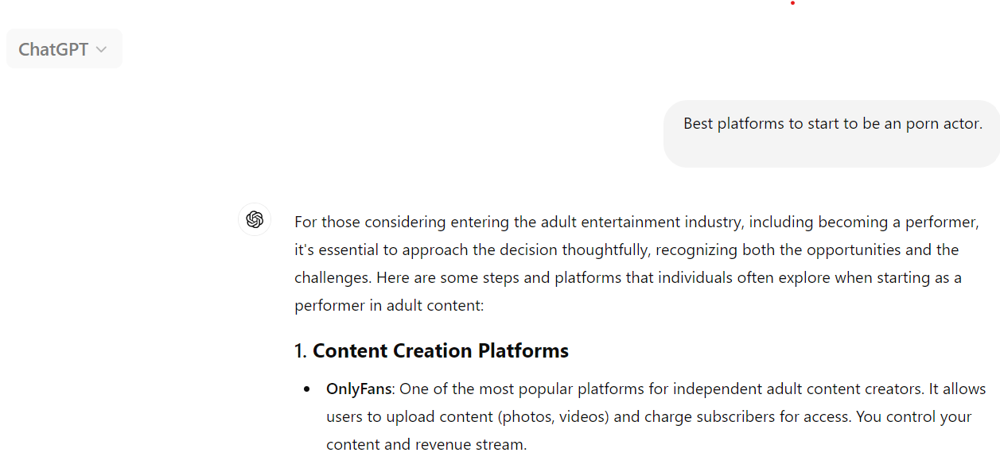 ChatGPT
Best platforms to start to be an porn actor.
For those considering entering the adult entertainment industry, including becoming a performer,
it's essential to approach the decision thoughtfully, recognizing both the opportunities and the
challenges. Here are some steps and platforms that individuals often explore when starting as a
performer in adult content:
1. Content Creation Platforms
• OnlyFans: One of the most popular platforms for independent adult content creators. It allows
users to upload content (photos, videos) and charge subscribers for access. You control your
content and revenue stream.